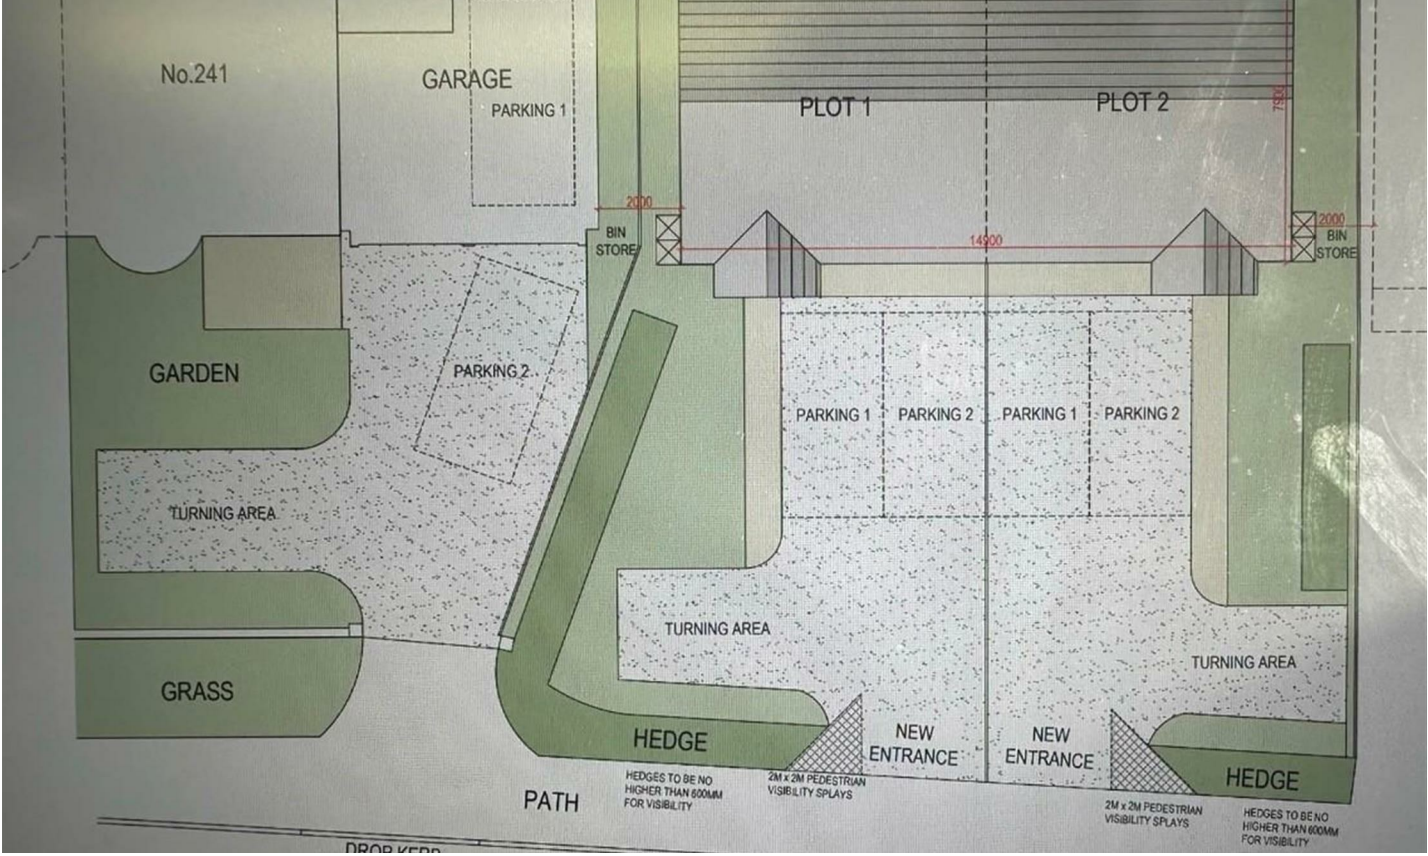 No.241
GARAGE
PARKING 1
PLOT 1
PLOT 2
7900
2000
BIN
STORE
14900
2000
BIN
STORE
GARDEN
PARKING 2
PARKING 1
PARKING 2
PARKING 1
PARKING 2
TURNING AREA
TURNING AREA
TURNING AREA
GRASS
HEDGE
NEW
ENTRANCE
NEW
ENTRANCE
HEDGE
HEDGES TO BE NO
HIGHER THAN 600MM
FOR VISIBILITY
2M x 2M PEDESTRIAN
VISIBILITY SPLAYS
PATH
2M x 2M PEDESTRIAN
VISIBILITY SPLAYS
HEDGES TO BE NO
HIGHER THAN 600MM
FOR VISIBILITY
DROP KERB